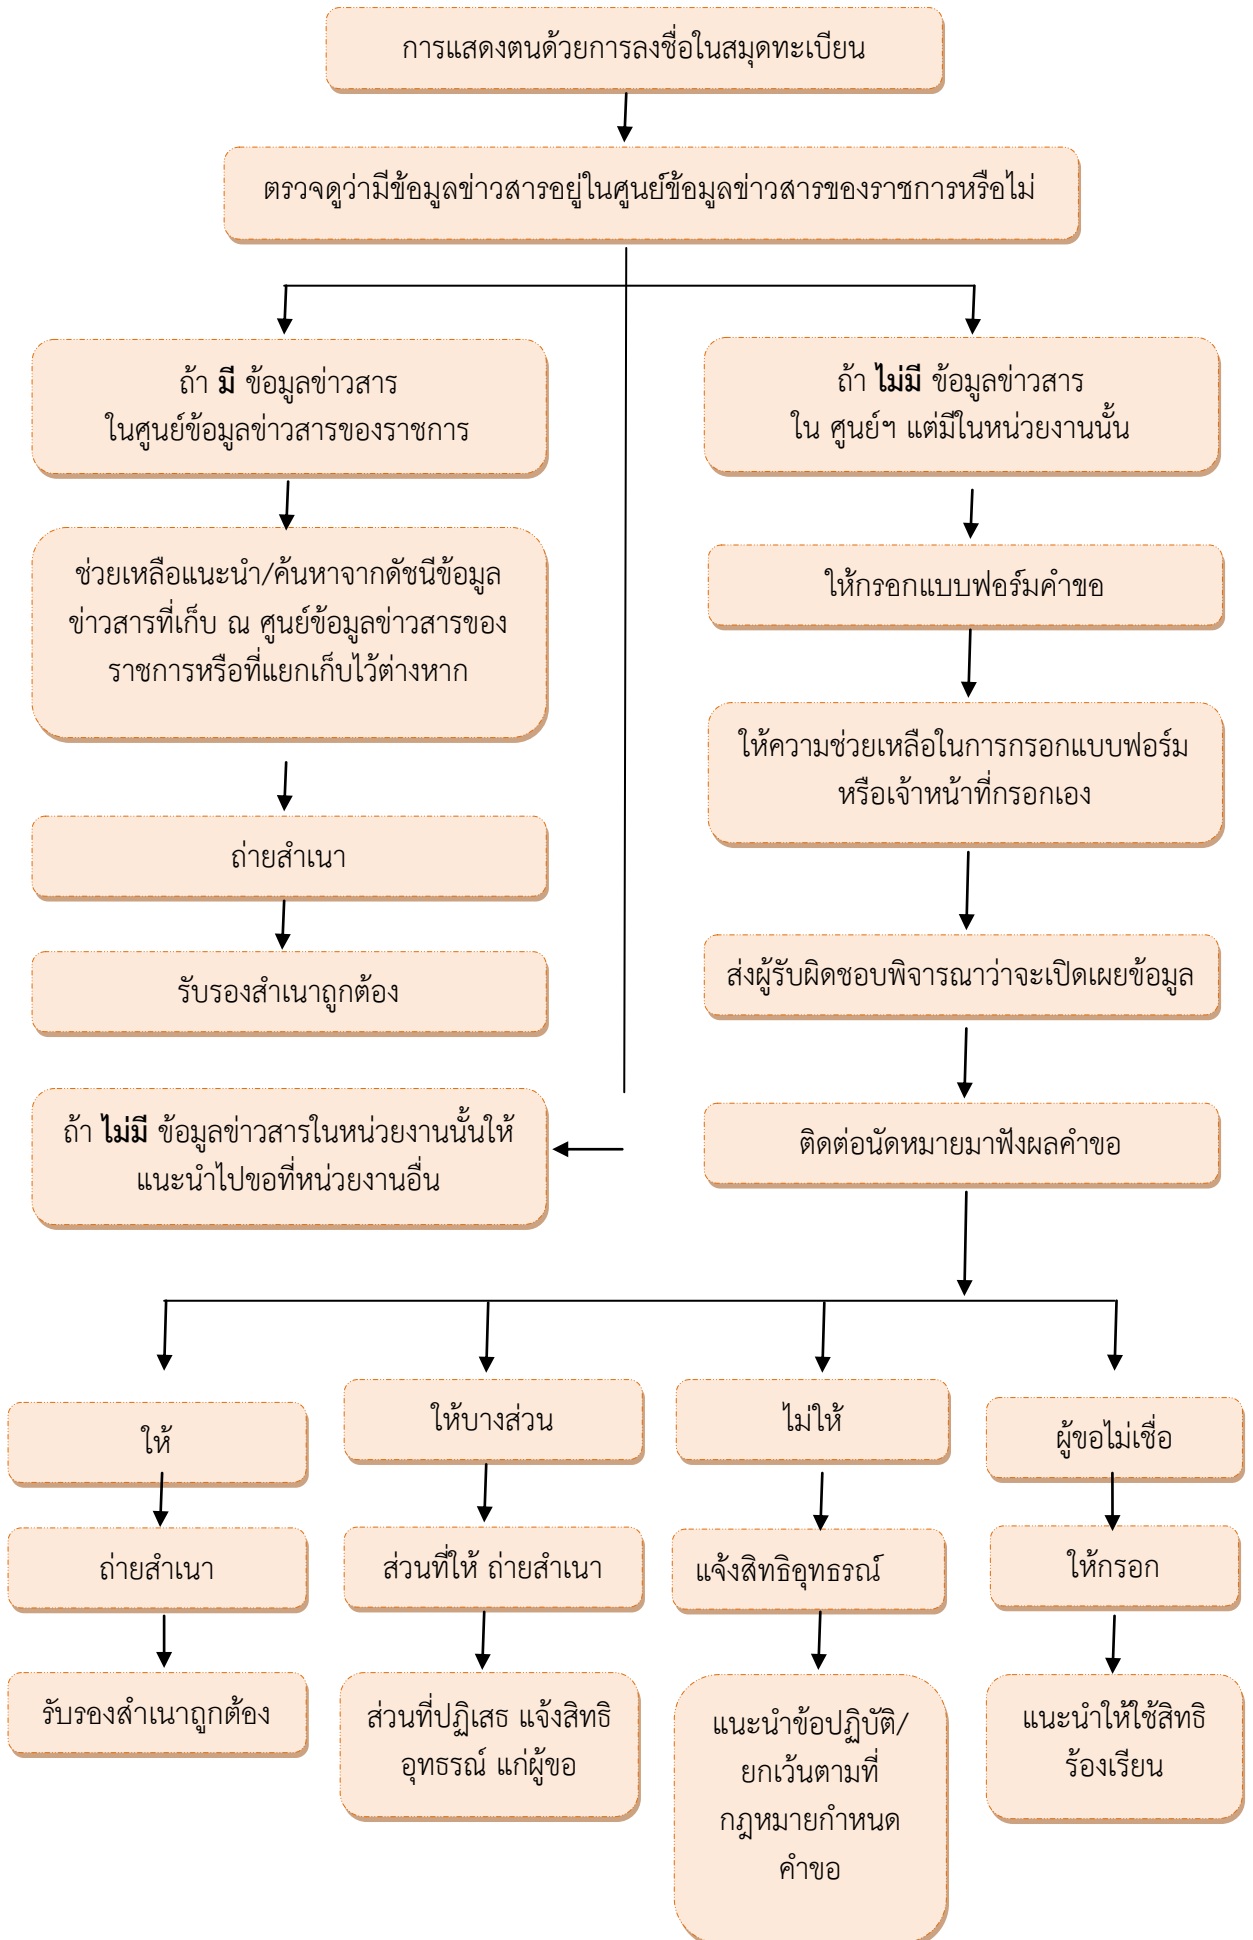 การแสดงตนด้วยการลงชื่อในสมุดทะเบียน
ตรวจดูว่ามีข้อมูลข่าวสารอยู่ในศูนย์ข้อมูลข่าวสารของราชการหรือไม่
ถ้า มี ข้อมูลข่าวสาร
ในศูนย์ข้อมูลข่าวสารของราชการ
ช่วยเหลือแนะนำ/ค้นหาจากดัชนีข้อมูล
ข่าวสารที่เก็บ ณ ศูนย์ข้อมูลข่าวสารของ
ราชการหรือที่แยกเก็บไว้ต่างหาก
ถ่ายสำเนา
รับรองสำเนาถูกต้อง
ถ้า ไม่มี ข้อมูลข่าวสารในหน่วยงานนั้นให้
แนะนำไปขอที่หน่วยงานอื่น
ถ้า ไม่มี ข้อมูลข่าวสาร
ใน ศูนย์ฯ แต่มีในหน่วยงานนั้น
ให้กรอกแบบฟอร์มคำขอ
ให้ความช่วยเหลือในการกรอกแบบฟอร์ม
หรือเจ้าหน้าที่กรอกเอง
ส่งผู้รับผิดชอบพิจารณาว่าจะเปิดเผยข้อมูล
ติดต่อนัดหมายมาฟังผลคำขอ
ให้
ถ่ายสำเนา
รับรองสำเนาถูกต้อง
ให้บางส่วน
ส่วนที่ให้ ถ่ายสำเนา
ส่วนที่ปฏิเสธ แจ้งสิทธิ
อุทธรณ์ แก่ผู้ขอ
ไม่ให้
แจ้งสิทธิอุทธรณ์
แนะนำข้อปฏิบัติ/
ยกเว้นตามที่
กฎหมายกำหนด
คำขอ
ผู้ขอไม่เชื่อ
ให้กรอก
แนะนำให้ใช้สิทธิ
ร้องเรียน